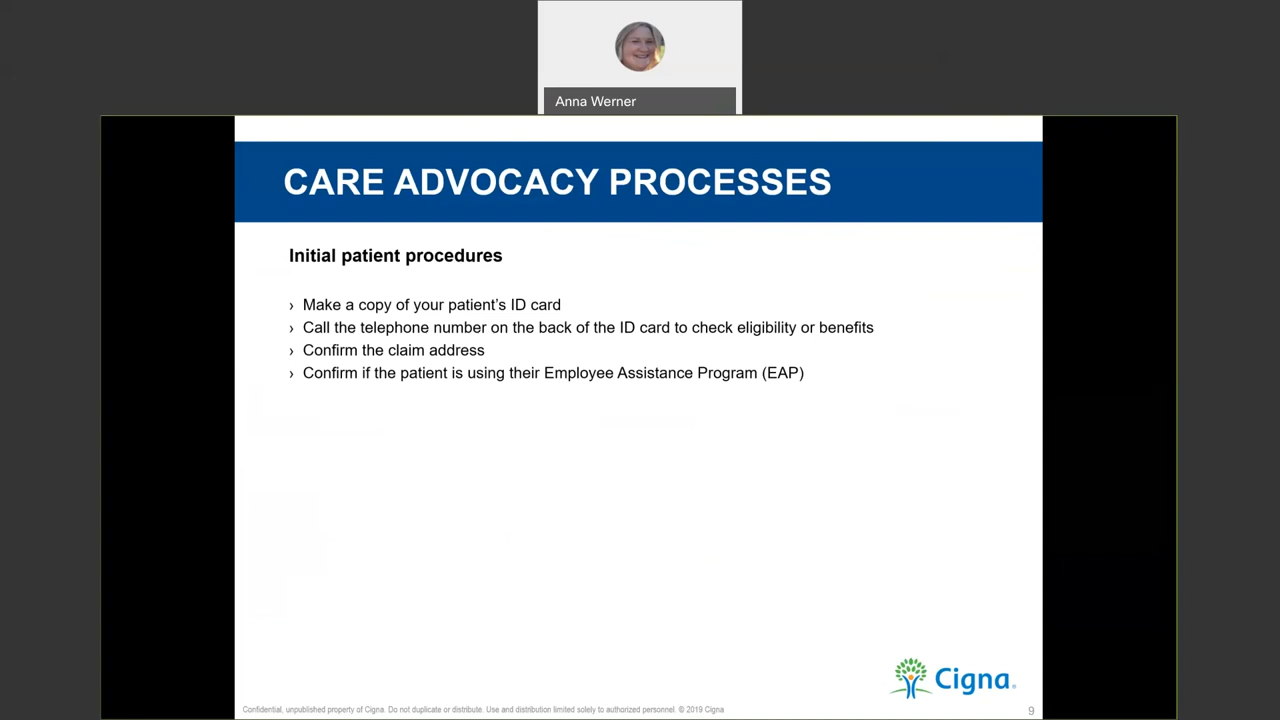 Anna Werner
CARE ADVOCACY PROCESSES
Initial patient procedures
› Make a copy of your patient’s ID card
› Call the telephone number on the back of the ID card to check eligibility or benefits
› Confirm the claim address
› Confirm if the patient is using their Employee Assistance Program (EAP)
Cigna®
Confidential, unpublished property of Cigna. Do not duplicate or distribute. Use and distribution limited solely to authorized personnel. © 2019 Cigna
9